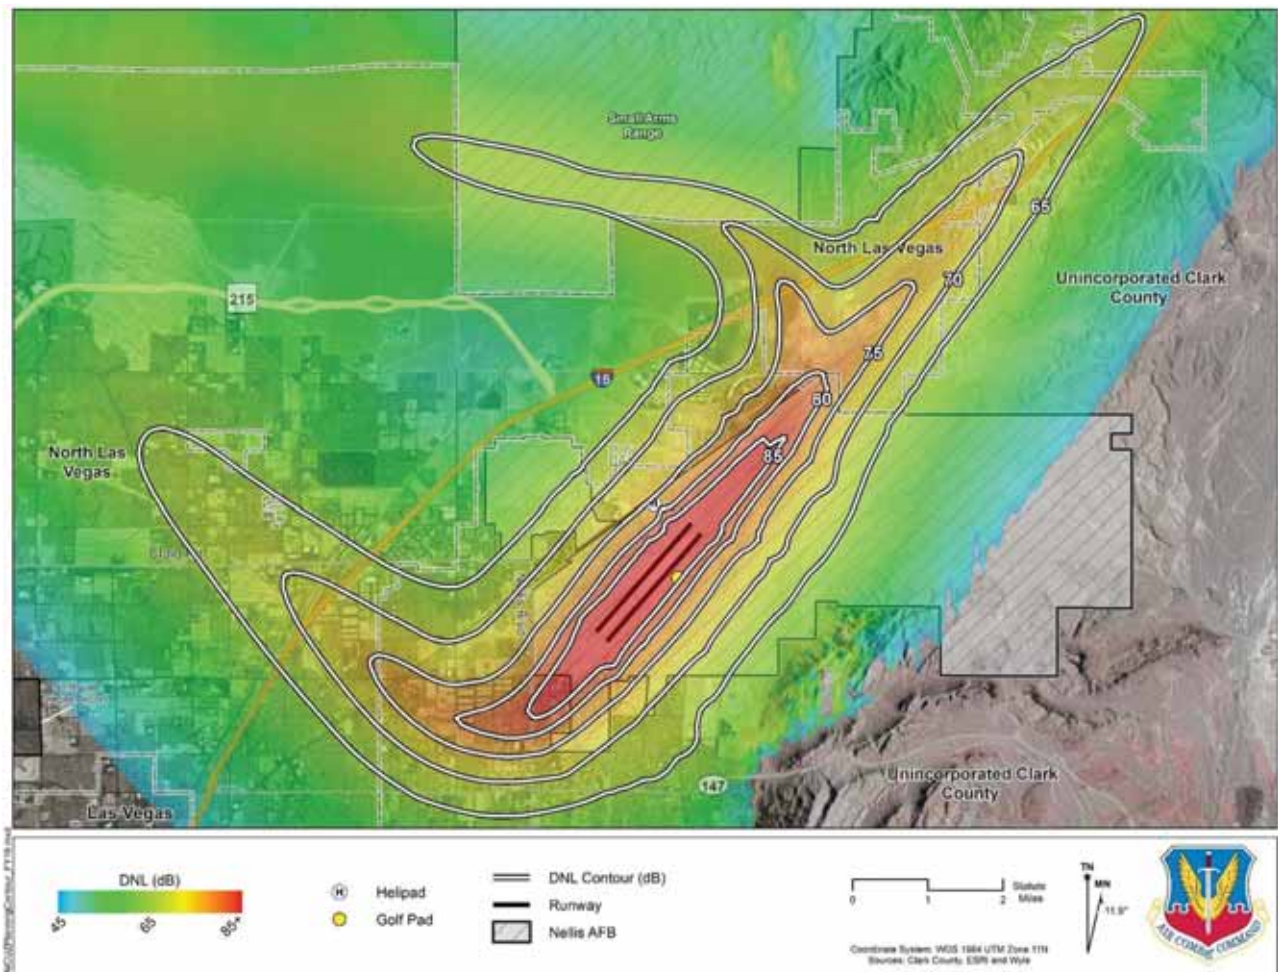 Small Arms
Range
65
North Las Vegas
Unincorporated Clark
County
70
215
75
15
80
North Las
Vegas
85
147
Unincorporated Clark
County
Las Vegas
DNL (dB)
45
65
85+
H
Helipad
Golf Pad
DNL Contour (dB)
Runway
Nellis AFB
0
1
2
Statute
Miles
TN
MN
11.9°
Coordinate System: WGS 1984 UTM Zone 11N
Sources: Clark County, ESRI and Wyle
AIR COMBAT COMMAND